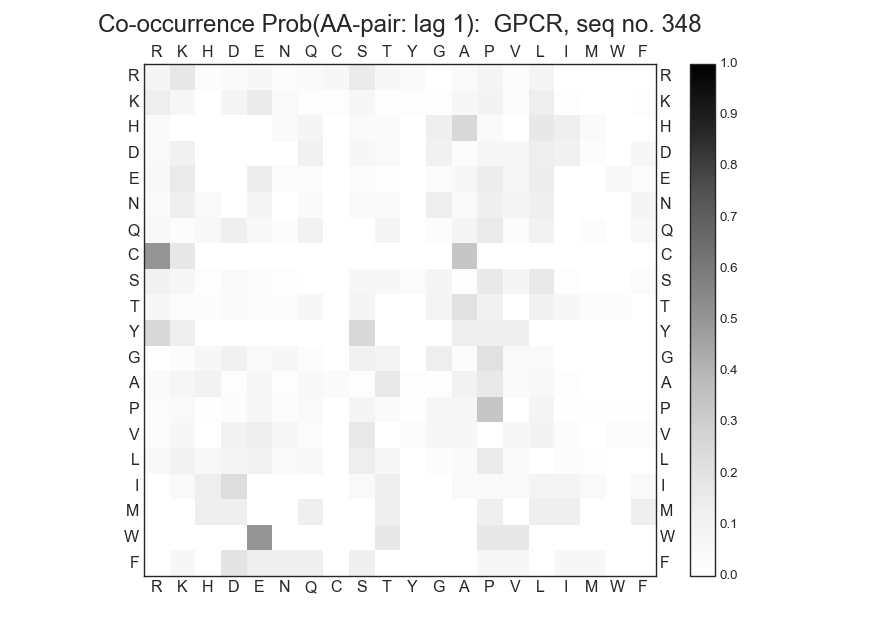 Co-occurrence Prob(AA-pair: lag 1):  GPCR, seq no. 348
R K H D E N Q C S T Y G A P V L I M W F
R R 1.0
K K 0.9
H H
D D 0.8
E E
N N 0.7
Q Q
C C 0.6
S S
T T 0.5
Y Y
G G 0.4
A A
P P 0.3
V V
L L 0.2
I I
M M 0.1
W W
F F 0.0
R K H D E N Q C S T Y G A P V L I M W F